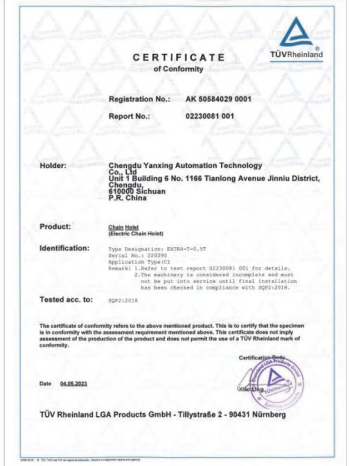 CERTIFICATE
of Conformity
TÜVRheinland®
Registration No.: AK 50584029 0001
Report No.: 02230081 001
Holder: Chengdu Yanxing Automation Technology
Co., Ltd
Unit 1 Building 6 No. 1166 Tianlong Avenue Jinniu District,
Chengdu,
610000 Sichuan
P.R. China
Product: Chain Hoist
(Electric Chain Hoist)
Identification: Type Designation: EXTRA-T-0.5T
Serial No.: 220390
Application Type:CI
Remark: 1.Refer to test report 02230081 001 for details.
2.The machinery is considered incomplete and must
not be put into service until final installation
has been checked in compliance with SQP2:2018.
Tested acc. to: SQP2:2018
The certificate of conformity refers to the above mentioned product. This is to certify that the specimen
is in conformity with the assessment requirement mentioned above. This certificate does not imply
assessment of the production of the product and does not permit the use of a TÜV Rheinland mark of
conformity.
Certification Body
Date 04.05.2023
TÜV Rheinland LGA Products GmbH - Tillystraße 2 - 90431 Nürnberg